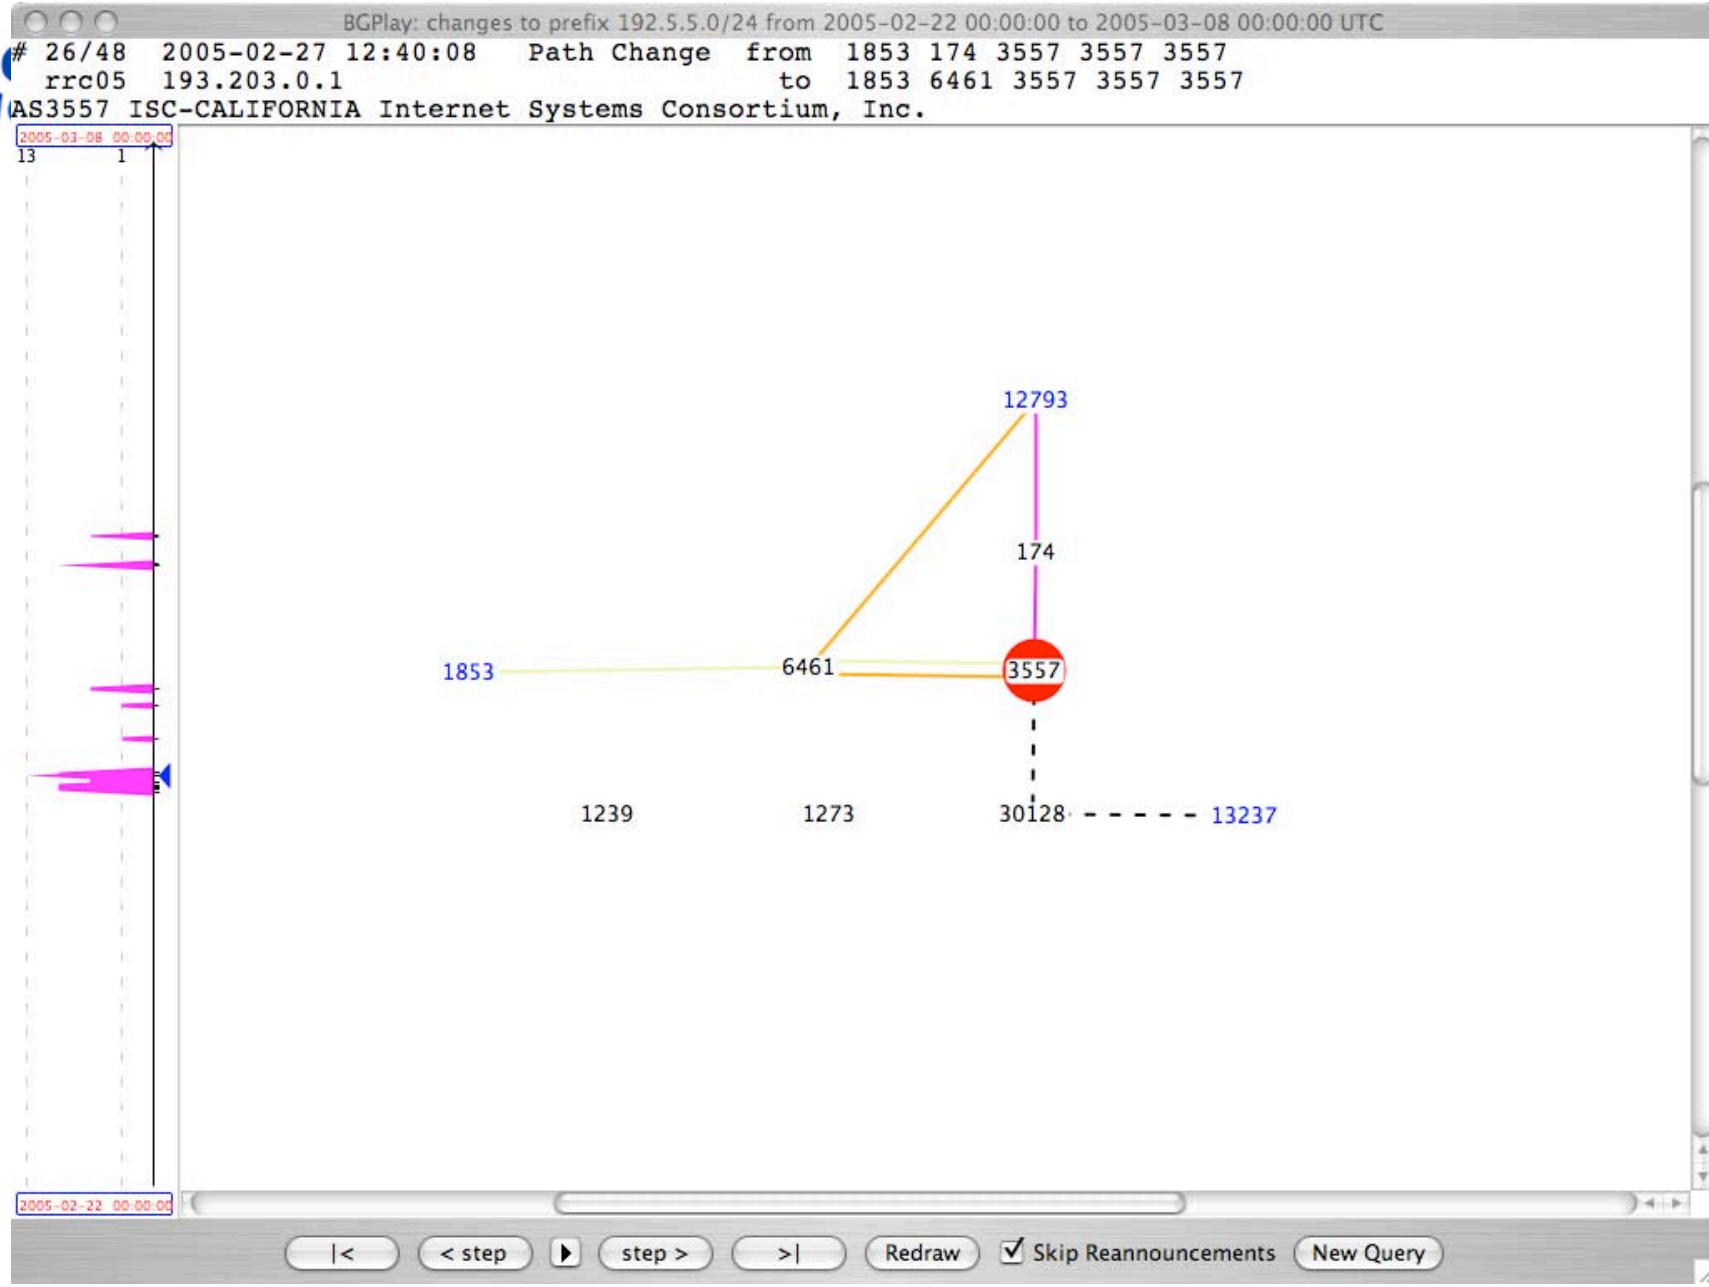 BGPlay: changes to prefix 192.5.5.0/24 from 2005-02-22 00:00:00 to 2005-03-08 00:00:00 UTC
# 26/48 2005-02-27 12:40:08 Path Change from 1853 174 3557 3557 3557
rrc05 193.203.0.1 to 1853 6461 3557 3557 3557
AS3557 ISC-CALIFORNIA Internet Systems Consortium, Inc.
2005-03-08 00:00:00
13 1
12793
174
1853 6461 3557
1239 1273 30128 13237
2005-02-22 00:00:00
|< < step step > >| Redraw Skip Reannouncements New Query